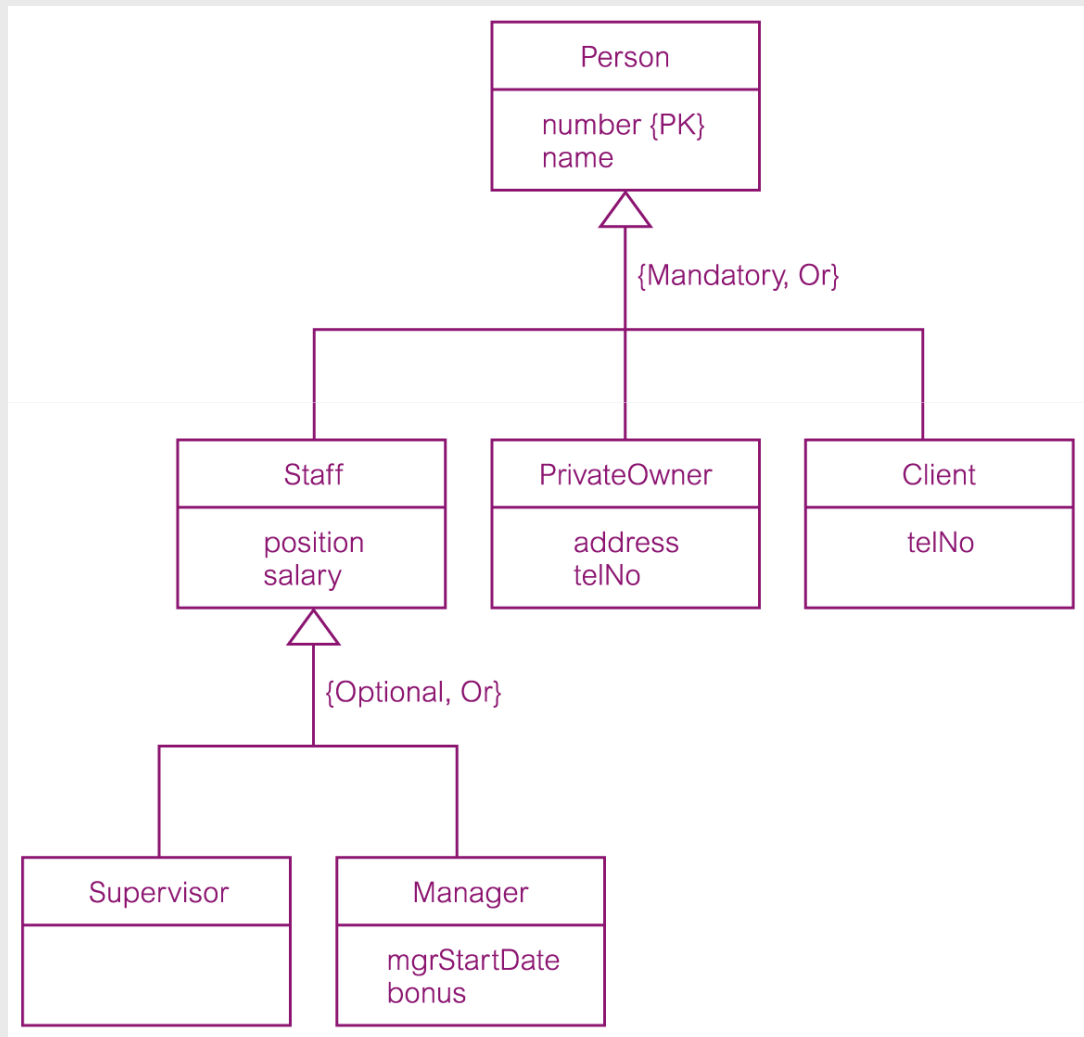 Person
number {PK}
name
{Mandatory, Or}
Staff
position
salary
PrivateOwner
address
telNo
Client
telNo
{Optional, Or}
Supervisor
Manager
mgrStartDate
bonus